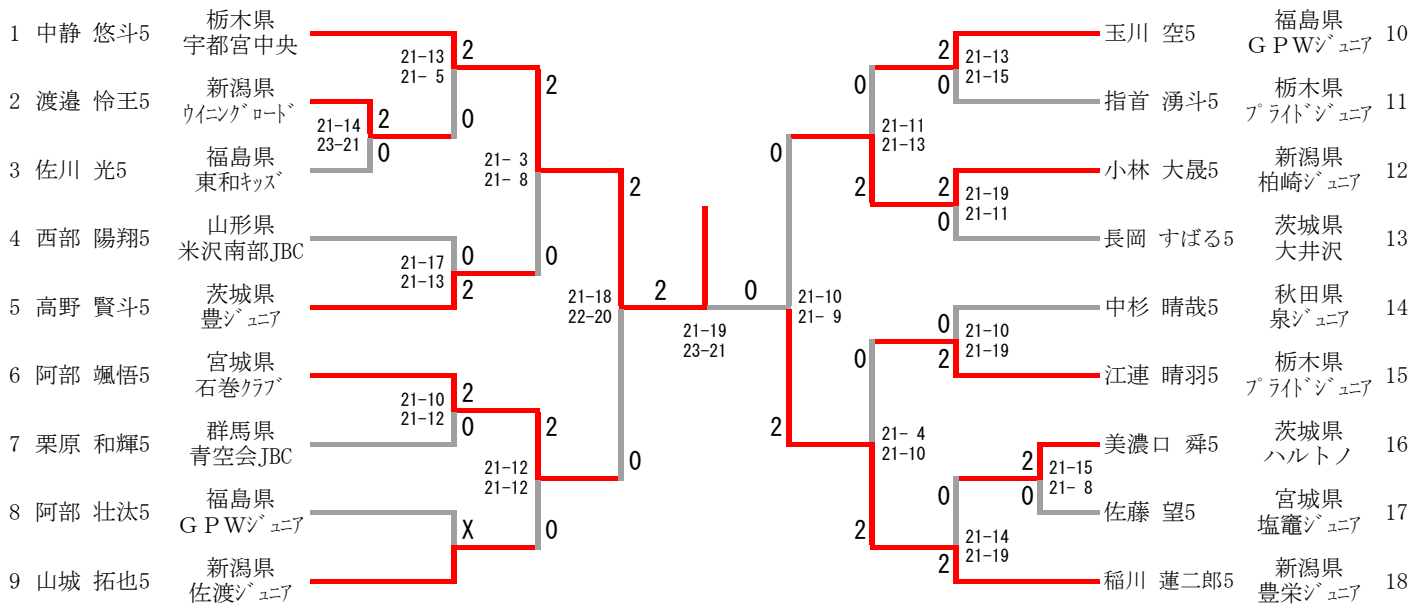 1 中静 悠斗5 栃木県 宇都宮中央
2 渡邉 怜王5 新潟県 ウイニングロード
3 佐川 光5 福島県 東和キッズ
4 西部 陽翔5 山形県 米沢南部JBC
5 高野 賢斗5 茨城県 豊ジュニア
6 阿部 颯悟5 宮城県 石巻クラブ
7 栗原 和輝5 群馬県 青空会JBC
8 阿部 壮汰5 福島県 GPWジュニア
9 山城 拓也5 新潟県 佐渡ジュニア
21-13 2
21- 5 0
21-14 2
23-21 0
21-17 0
21-13 2
21- 3 2
21- 8 0
21-10 2
21-12 0
X
21-12 2
21-12 0
21-18 2
22-20 0
2 0
21-19
23-21
玉川 空5 福島県 GPWジュニア 10
指首 湧斗5 栃木県 プライドジュニア 11
小林 大晟5 新潟県 柏崎ジュニア 12
長岡 すばる5 茨城県 大井沢 13
中杉 晴哉5 秋田県 泉ジュニア 14
江連 晴羽5 栃木県 プライドジュニア 15
美濃口 舜5 茨城県 ハルトノ 16
佐藤 望5 宮城県 塩竈ジュニア 17
稲川 蓮二郎5 新潟県 豊栄ジュニア 18
2 21-13
0 21-15
0 21-11
2 21-13
2 21-19
0 21-11
0 21-10
2 21- 9
0 21-10
2 21-19
0 21- 4
2 21-10
2 21-15
0 21- 8
0 21-14
2 21-19